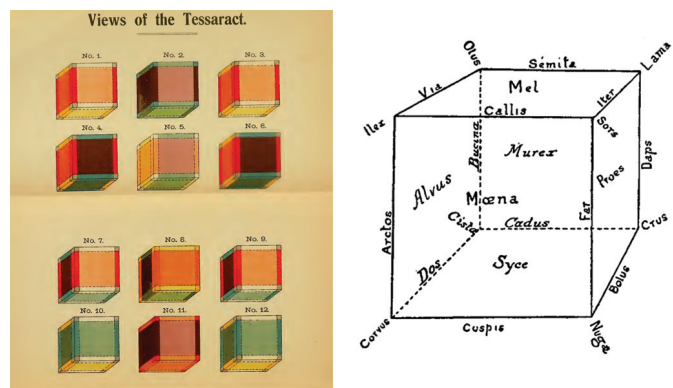 Views of the Tessaract.
No. 1.
No. 2.
No. 3.
No. 4.
No. 5.
No. 6.
No. 7.
No. 8.
No. 9.
No. 10.
No. 11.
No. 12.
Olus
Sémita
Lama
Via
Mel
Iter
Callis
Ilex
Sors
Bucina
Murex
Daps
Proes
Alvus
Mœna
Far
Cista
Cadus
Crus
Arctos
Dos
Syce
Bolus
Corvus
Cuspis
Nugæ